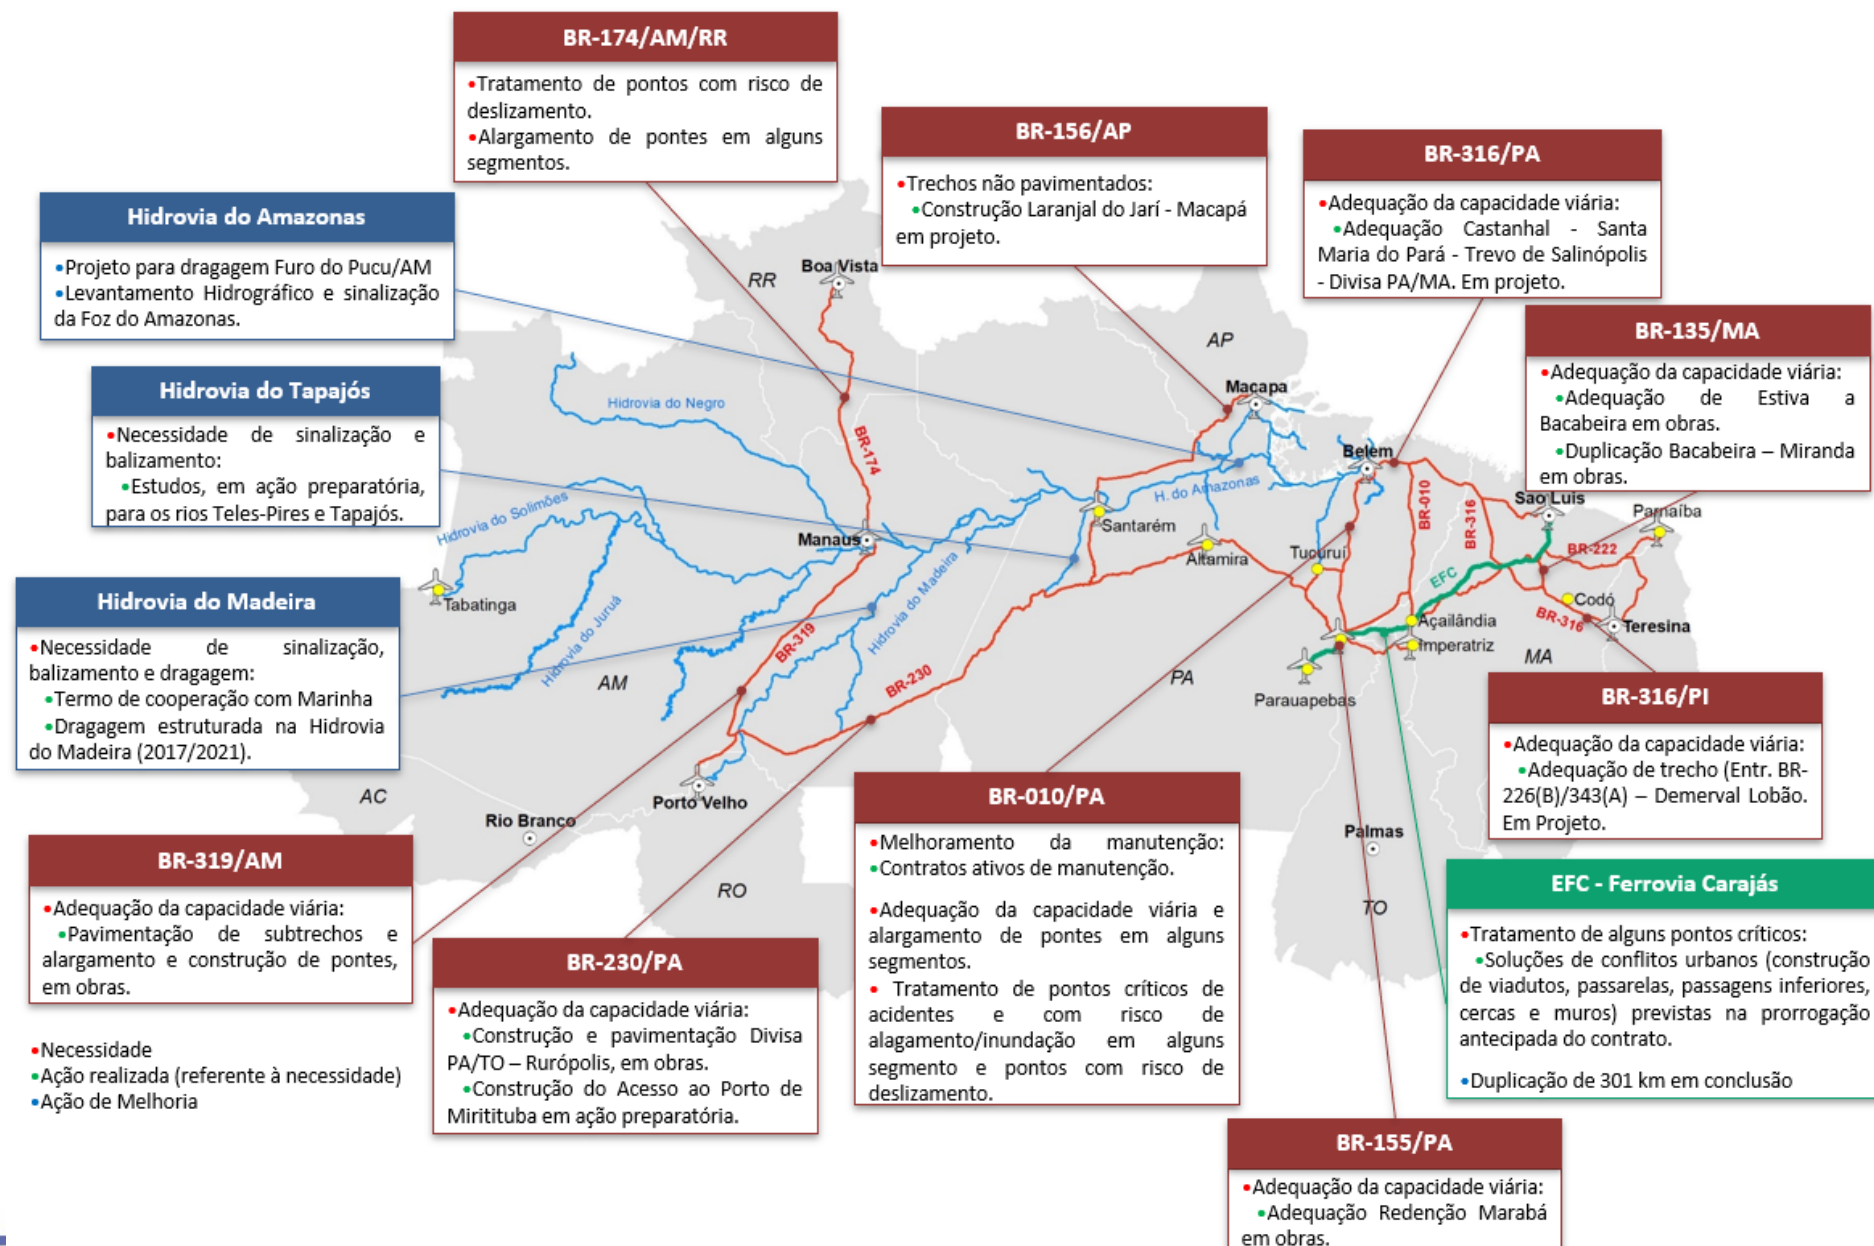 BR-174/AM/RR
•Tratamento de pontos com risco de
deslizamento.
•Alargamento de pontes em alguns
segmentos.
BR-156/AP
•Trechos não pavimentados:
•Construção Laranjal do Jarí - Macapá
em projeto.
BR-316/PA
•Adequação da capacidade viária:
•Adequação Castanhal - Santa
Maria do Pará - Trevo de Salinópolis
- Divisa PA/MA. Em projeto.
Hidrovia do Amazonas
•Projeto para dragagem Furo do Pucu/AM
•Levantamento Hidrográfico e sinalização
da Foz do Amazonas.
BR-135/MA
•Adequação da capacidade viária:
•Adequação de Estiva a
Bacabeira em obras.
•Duplicação Bacabeira – Miranda
em obras.
Hidrovia do Tapajós
•Necessidade de sinalização e
balizamento:
•Estudos, em ação preparatória,
para os rios Teles-Pires e Tapajós.
Hidrovia do Madeira
•Necessidade de sinalização,
balizamento e dragagem:
•Termo de cooperação com Marinha
•Dragagem estruturada na Hidrovia
do Madeira (2017/2021).
RR
Boa Vista
AP
Macapa
Hidrovia do Negro
BR-174
Belem
H. do Amazonas
BR-010
BR-316
Sao Luis
Parnaíba
Hidrovia do Solimões
Manaus
Santarém
Altamira
Tucuruí
BR-222
EFC
Tabatinga
Hidrovia do Juruá
Hidrovia do Madeira
Codó
BR-316
Teresina
Açailândia
Imperatriz
MA
BR-319
AM
BR-230
PA
Parauapebas
AC
Porto Velho
Rio Branco
RO
Palmas
TO
BR-316/PI
•Adequação da capacidade viária:
•Adequação de trecho (Entr. BR-
226(B)/343(A) – Demerval Lobão.
Em Projeto.
BR-010/PA
•Melhoramento da manutenção:
•Contratos ativos de manutenção.
•Adequação da capacidade viária e
alargamento de pontes em alguns
segmentos.
• Tratamento de pontos críticos de
acidentes e com risco de
alagamento/inundação em alguns
segmento e pontos com risco de
deslizamento.
BR-319/AM
•Adequação da capacidade viária:
•Pavimentação de subtrechos e
alargamento e construção de pontes,
em obras.
EFC - Ferrovia Carajás
•Tratamento de alguns pontos críticos:
•Soluções de conflitos urbanos (construção
de viadutos, passarelas, passagens inferiores,
cercas e muros) previstas na prorrogação
antecipada do contrato.
•Duplicação de 301 km em conclusão
BR-230/PA
•Adequação da capacidade viária:
•Construção e pavimentação Divisa
PA/TO – Rurópolis, em obras.
•Construção do Acesso ao Porto de
Miritituba em ação preparatória.
•Necessidade
•Ação realizada (referente à necessidade)
•Ação de Melhoria
BR-155/PA
•Adequação da capacidade viária:
•Adequação Redenção Marabá
em obras.